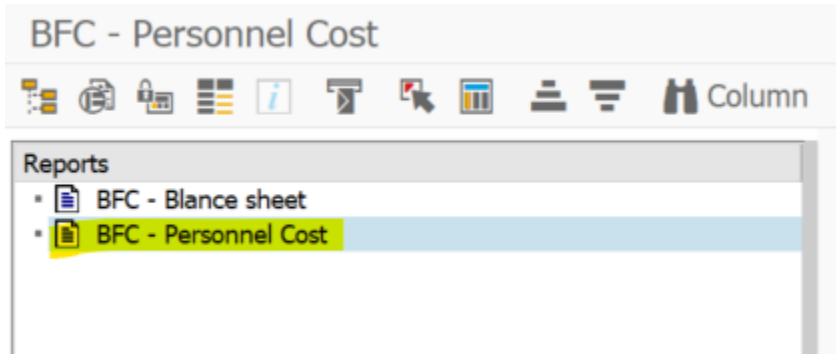 BFC - Personnel Cost
Column
Reports
BFC - Blance sheet
BFC - Personnel Cost